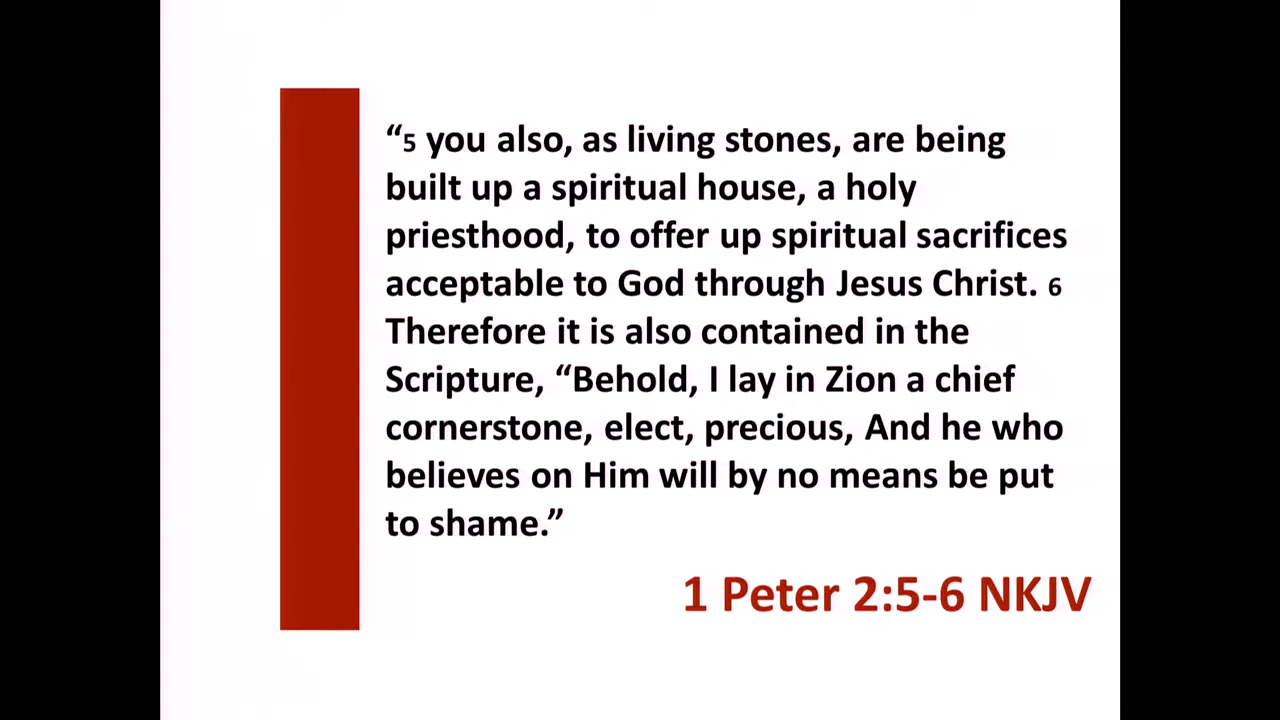 “5 you also, as living stones, are being
built up a spiritual house, a holy
priesthood, to offer up spiritual sacrifices
acceptable to God through Jesus Christ. 6
Therefore it is also contained in the
Scripture, “Behold, I lay in Zion a chief
cornerstone, elect, precious, And he who
believes on Him will by no means be put
to shame.”
1 Peter 2:5-6 NKJV